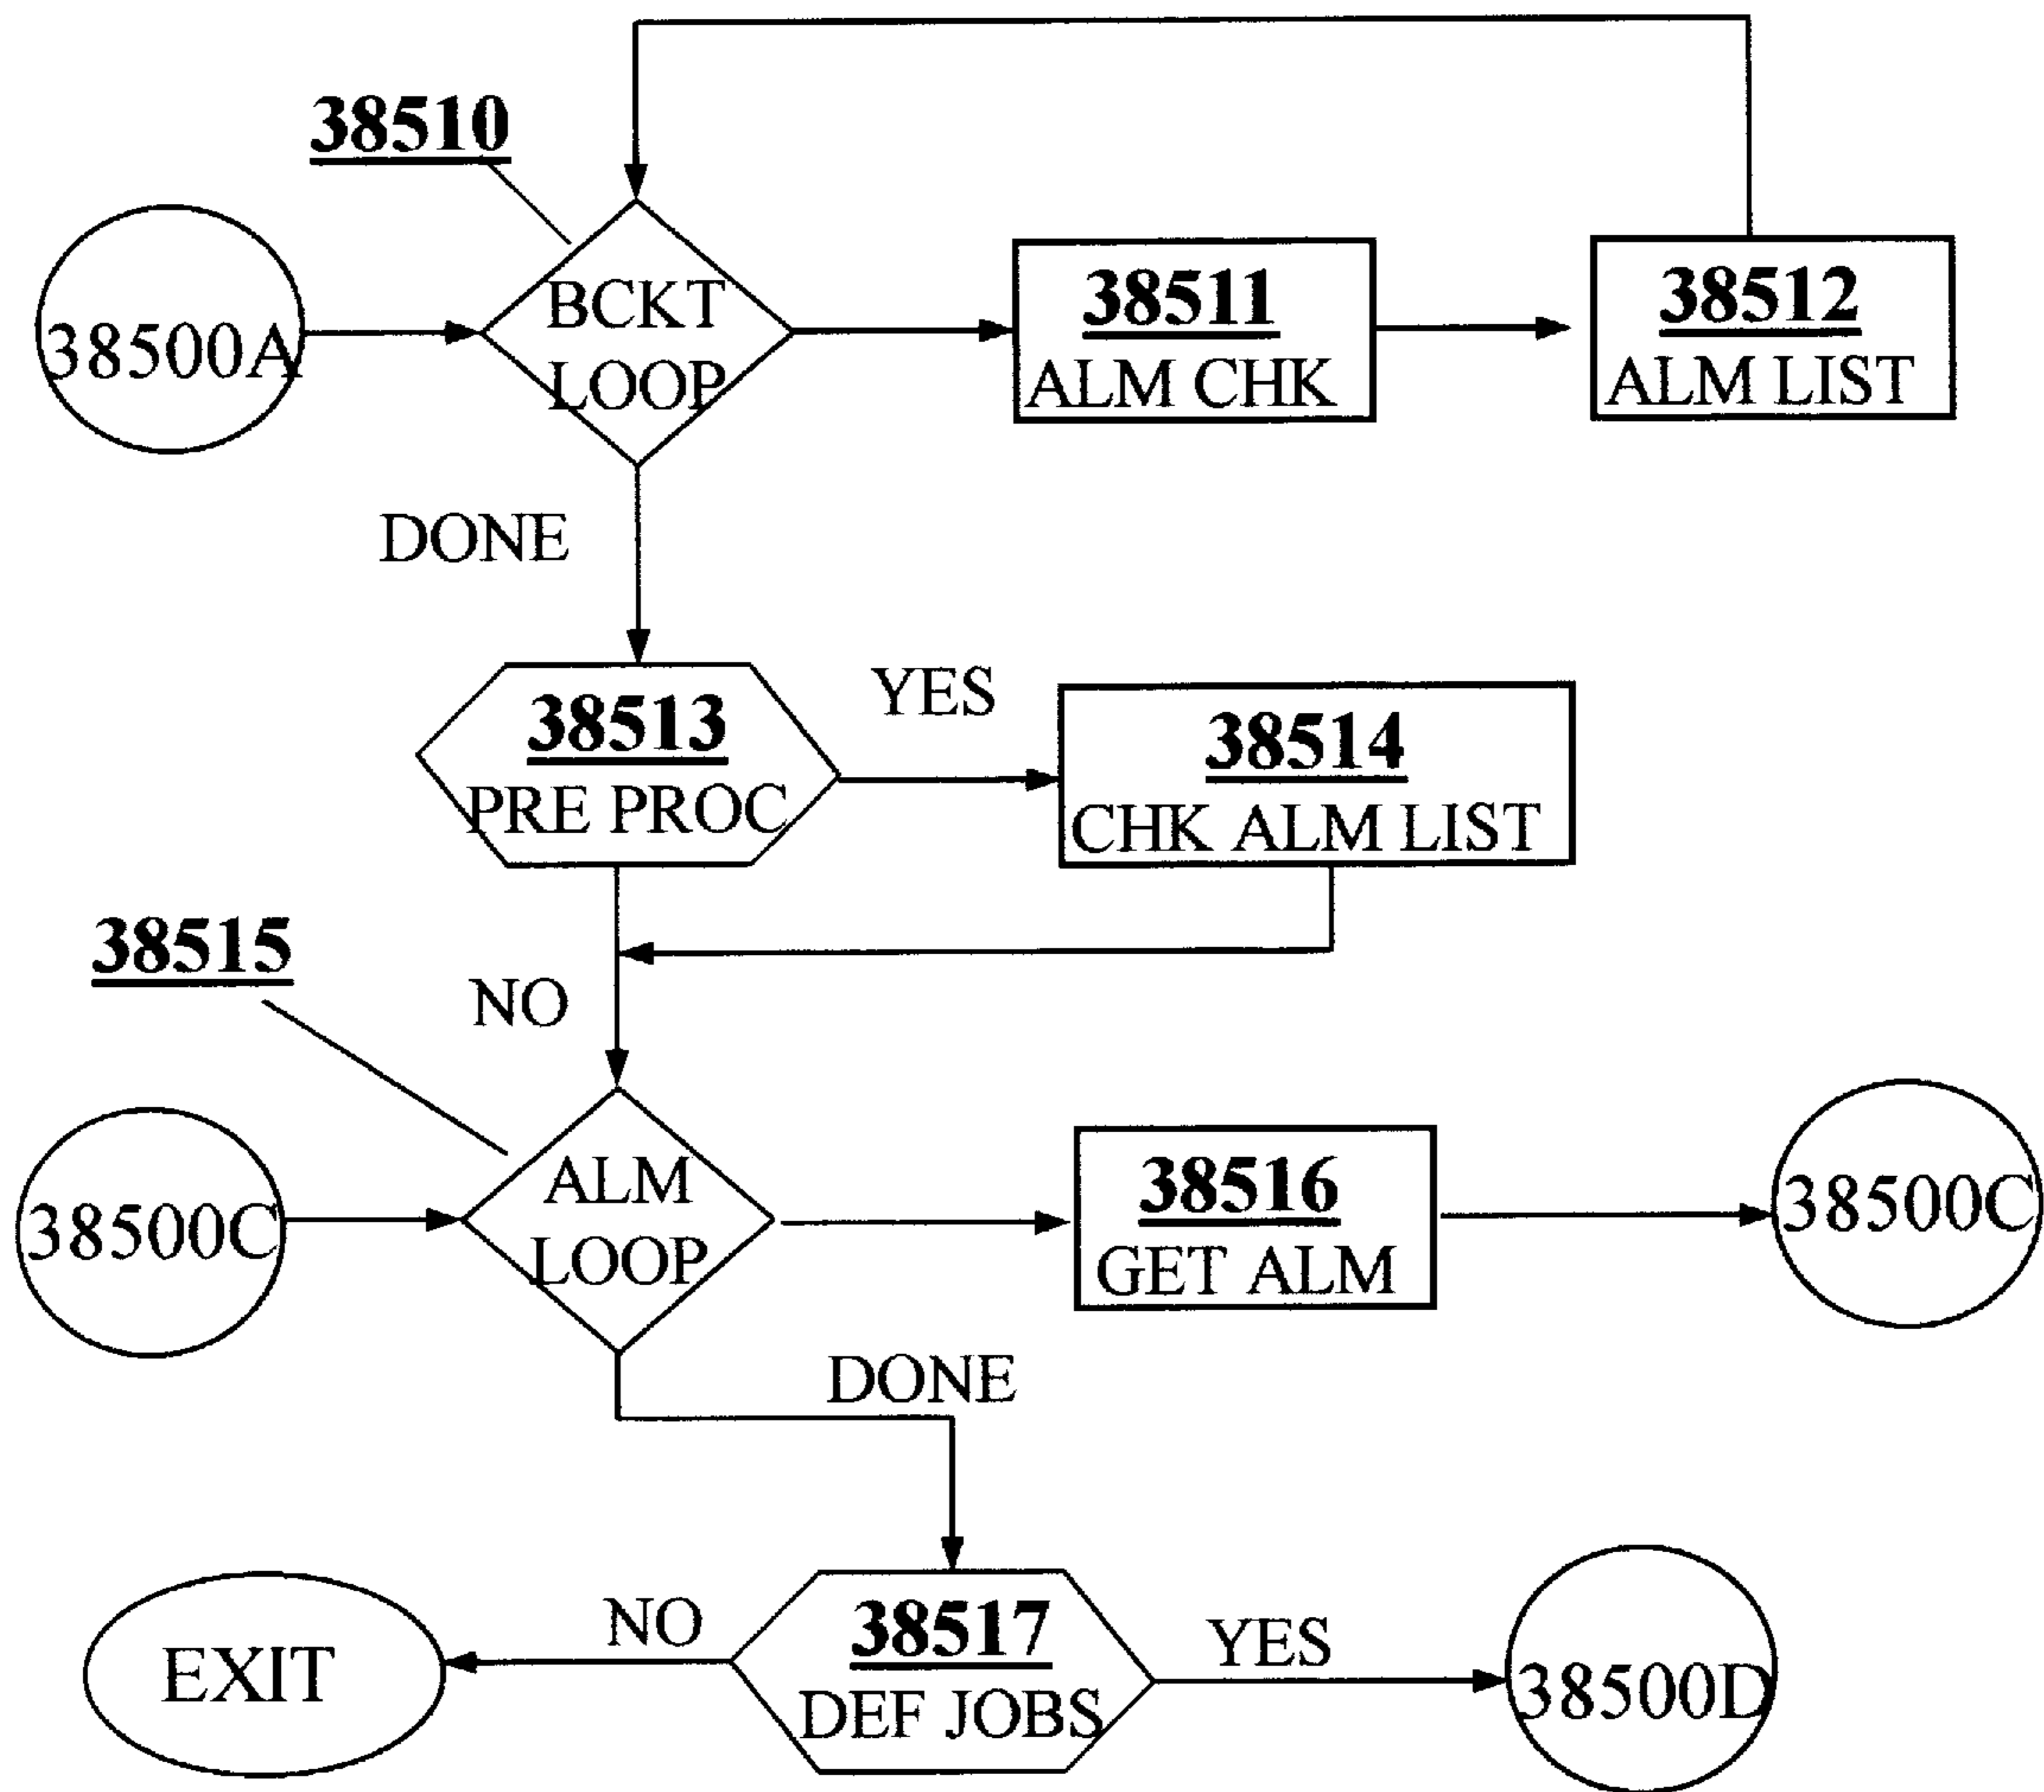 38510
38500A
BCKT
LOOP
38511
ALM CHK
38512
ALM LIST
DONE
38513
PRE PROC
YES
38514
CHK ALM LIST
38515
NO
38500C
ALM
LOOP
38516
GET ALM
38500C
DONE
EXIT
NO
38517
DEF JOBS
YES
38500D